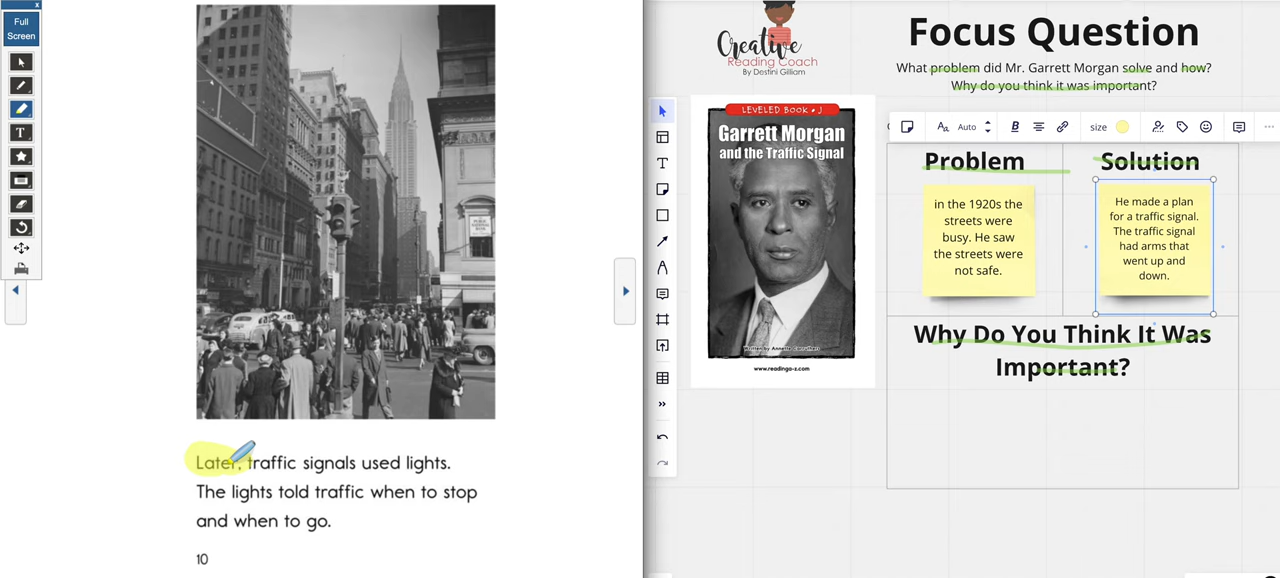 x
Full
Screen
T
Later, traffic signals used lights.
The lights told traffic when to stop
and when to go.
10
Creative
Reading Coach
By Destini Gilliam
Focus Question
What problem did Mr. Garrett Morgan solve and how?
Why do you think it was important?
Aa Auto
B
size
T
LEVELED BOOK • J
Garrett Morgan
and the Traffic Signal
Written by Annette Carruthers
www.readinga-z.com
Problem
Solution
in the 1920s the
streets were
busy. He saw
the streets were
not safe.
He made a plan
for a traffic signal.
The traffic signal
had arms that
went up and
down.
Why Do You Think It Was
Important?